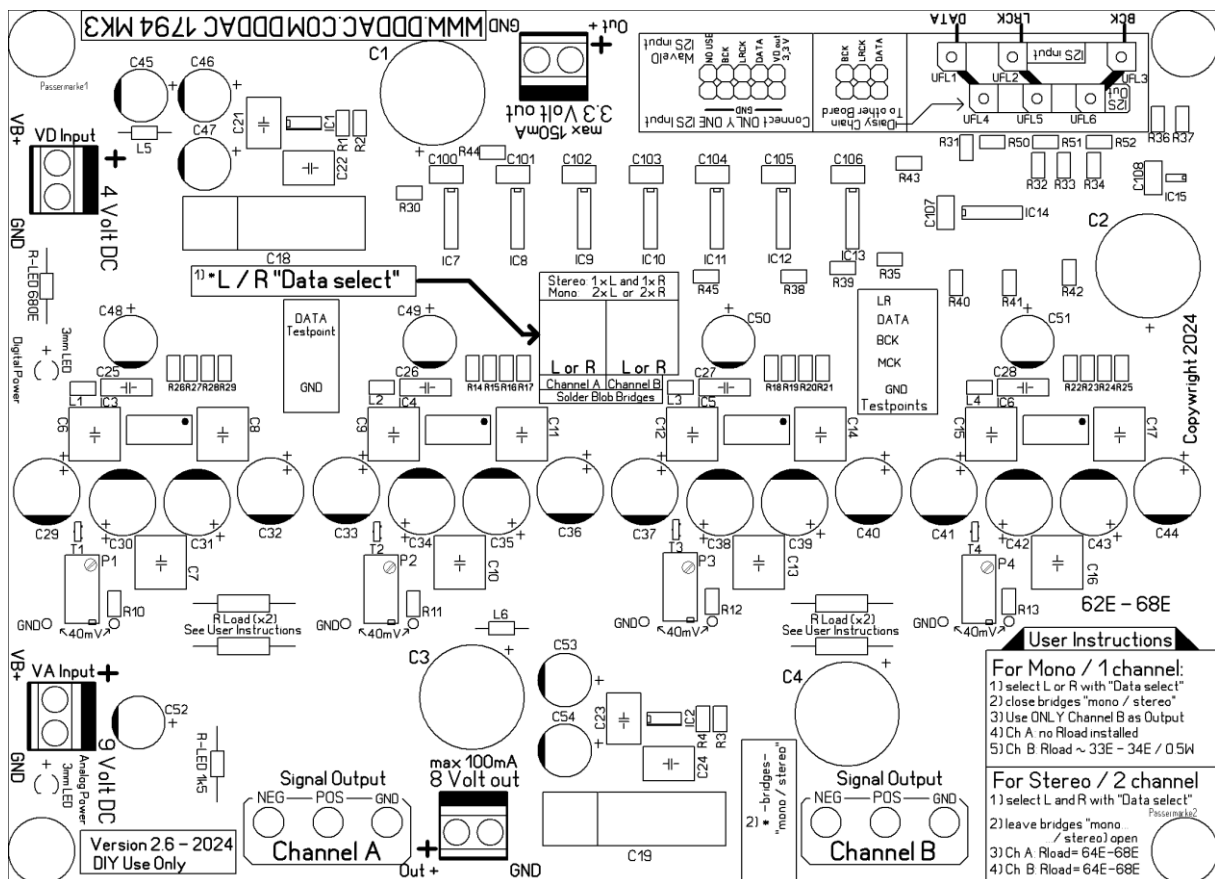 WWW.DDDAC.COM DDDAC 1794 MK3
Passermarke1
C45
C46
C47
L5
C21
C22
IC1
R1
R2
C18
C1
GND
Out +
3.3 Volt out
max 150mA
WaveIO
I2S input
NO USE
BCK
LRCK
DATA
VD out
3,3 V
GND
Connect ONLY ONE I2S Input
BCK
LRCK
DATA
Daisy Chain
To other Board
DATA
LRCK
BCK
I2S input
UFL1
UFL2
UFL3
I2S
Out
UFL4
UFL5
UFL6
R36
R37
R31
R50
R51
R52
R32
R33
R34
C108
IC15
VB+
VD Input
4 Volt DC
GND
R44
C100
C101
C102
C103
C104
C105
C106
R43
R30
C107
IC14
C2
IC7
IC8
IC9
IC10
IC11
IC12
IC13
R45
R38
R39
R35
R40
R41
R42
1) *L / R "Data select"
Stereo: 1xL and 1xR
Mono: 2xL or 2xR
L or R
L or R
Channel A
Channel B
Solder Blob Bridges
R-LED 680E
3mm LED
Digital Power
DATA
Testpoint
GND
LR
DATA
BCK
MCK
GND
Testpoints
Copywright 2024
C48
C49
C50
C51
C25
R26
R27
R28
R29
C26
R14
R15
R16
R17
C27
R18
R19
R20
R21
C28
R22
R23
R24
R25
L1
IC3
L2
IC4
L3
IC5
L4
IC6
C6
C8
C9
C11
C12
C14
C15
C17
C29
C30
C31
C32
C33
C34
C35
C36
C37
C38
C39
C40
C41
C42
C43
C44
T1
T2
T3
T4
P1
C7
P2
C10
P3
C13
P4
C16
R10
R11
R12
R13
GND
40mV
GND
40mV
GND
40mV
GND
40mV
R Load (x2)
See User Instructions
R Load (x2)
See User Instructions
62E - 68E
L6
VB+
VA Input
9 Volt DC
GND
3mm LED
Analog Power
C52
R-LED 1k5
C3
C53
C54
C23
IC2
R4
R3
C24
C4
C19
max 100mA
8 Volt out
Out +
GND
Signal Output
NEG
POS
GND
Channel A
2) * -bridges-
"mono / stereo"
Signal Output
NEG
POS
GND
Channel B
Version 2.6 - 2024
DIY Use Only
User Instructions
For Mono / 1 channel:
1) select L or R with "Data select"
2) close bridges "mono / stereo"
3) Use ONLY Channel B as Output
4) Ch A: no Rload installed
5) Ch B: Rload ~ 33E - 34E / 0.5W
For Stereo / 2 channel
1) select L and R with "Data select"
Passermarke2
2) leave bridges "mono...
.../ stereo) open
3) Ch A: Rload= 64E-68E
4) Ch B: Rload= 64E-68E